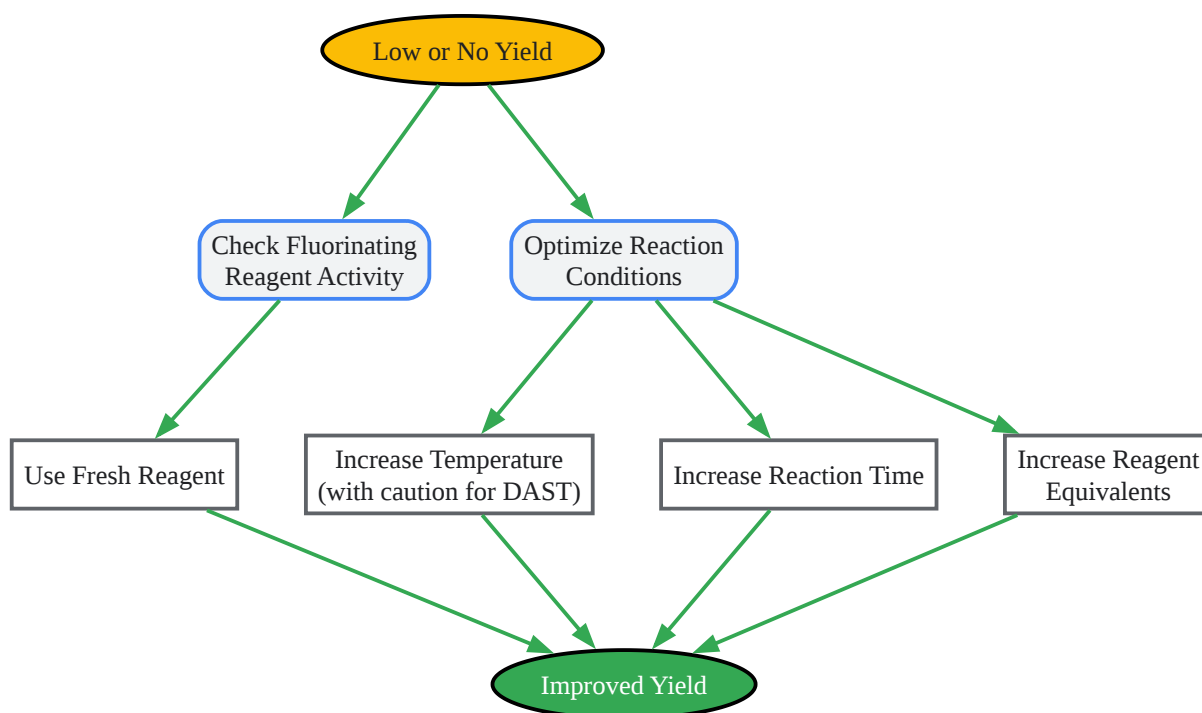 Low or No Yield
Check Fluorinating
Reagent Activity
Optimize Reaction
Conditions
Use Fresh Reagent
Increase Temperature
(with caution for DAST)
Increase Reaction Time
Increase Reagent
Equivalents
Improved Yield